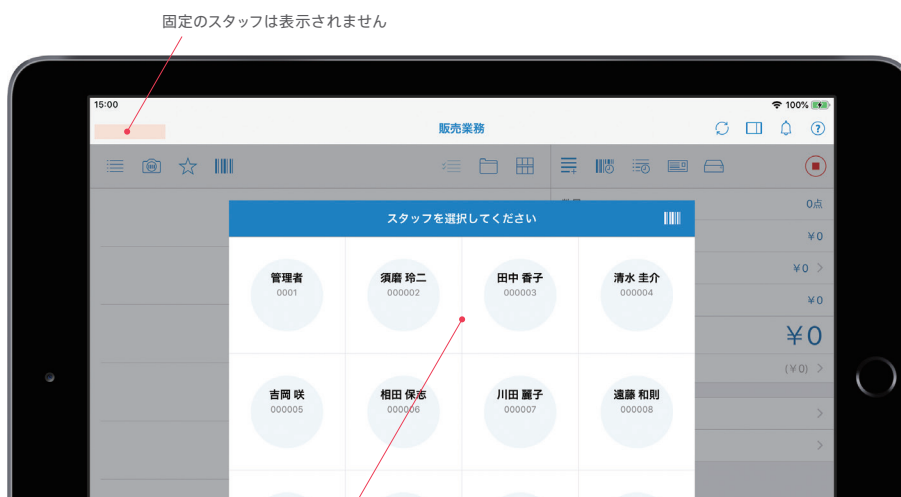 固定のスタッフは表示されません
15:00
100%
販売業務
0点
スタッフを選択してください
¥0
管理者
須磨 玲二
田中 香子
清水 圭介
¥0
0001
000002
000003
000004
¥0
¥0
(¥0)
吉岡 咲
相田 保志
川田 麗子
遠藤 和則
000005
000006
000007
000008